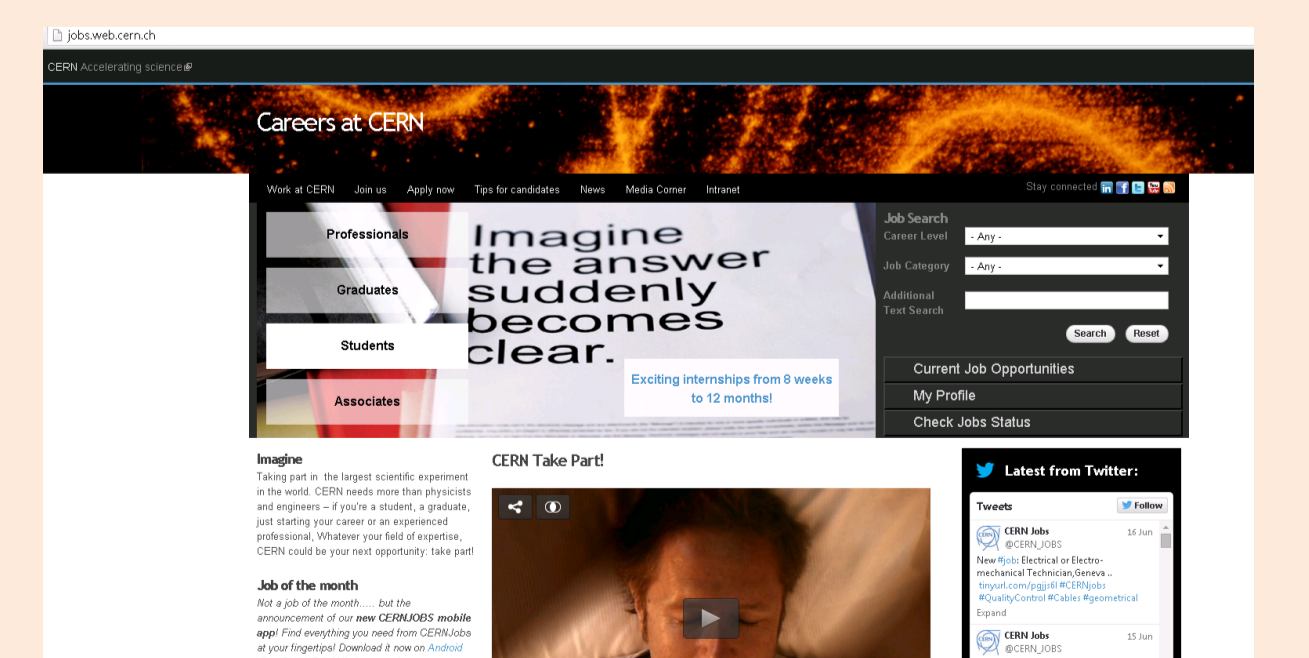 jobs.web.cern.ch
CERN Accelerating science
Careers at CERN
Work at CERN Join us Apply now Tips for candidates News Media Corner Intranet
Stay connected
Professionals
Graduates
Students
Associates
Imagine
the answer
suddenly
becomes
clear.
Exciting internships from 8 weeks
to 12 months!
Job Search
Career Level - Any -
Job Category - Any -
Additional
Text Search
Search Reset
Current Job Opportunities
My Profile
Check Jobs Status
Imagine
Taking part in the largest scientific experiment
in the world. CERN needs more than physicists
and engineers – if you're a student, a graduate,
just starting your career or an experienced
professional, Whatever your field of expertise,
CERN could be your next opportunity: take part!
Job of the month
Not a job of the month..... but the
announcement of our new CERNJOBS mobile
app! Find everything you need from CERNJobs
at your fingertips! Download it now on Android
CERN Take Part!
Latest from Twitter:
Tweets Follow
CERN Jobs 16 Jun
@CERN_JOBS
New #job: Electrical or Electro-
mechanical Technician,Geneva ..
tinyurl.com/pgjjs6l #CERNjobs
#QualityControl #Cables #geometrical
Expand
CERN Jobs 15 Jun
@CERN_JOBS